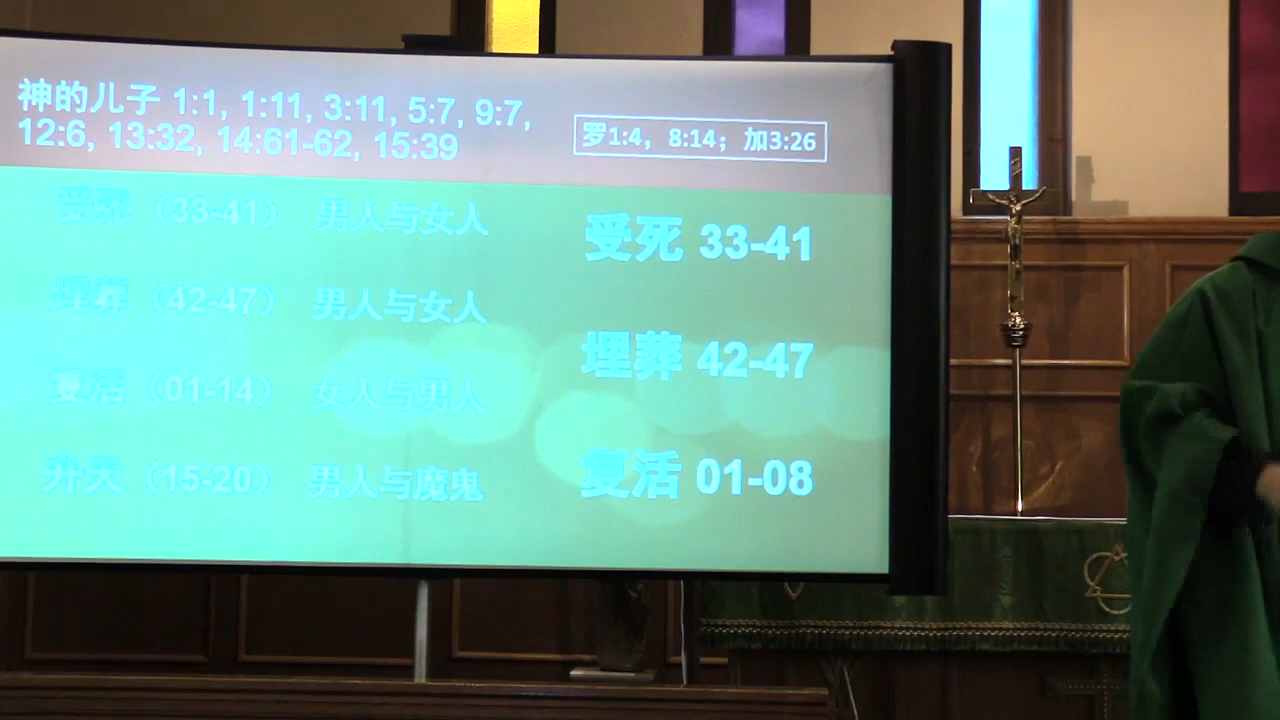 神的儿子 1:1, 1:11, 3:11, 5:7, 9:7,
12:6, 13:32, 14:61-62, 15:39
罗1:4，8:14；加3:26
受死（33-41） 男人与女人
埋葬（42-47） 男人与女人
复活（01-14） 女人与男人
升天（15-20） 男人与魔鬼
受死 33-41
埋葬 42-47
复活 01-08